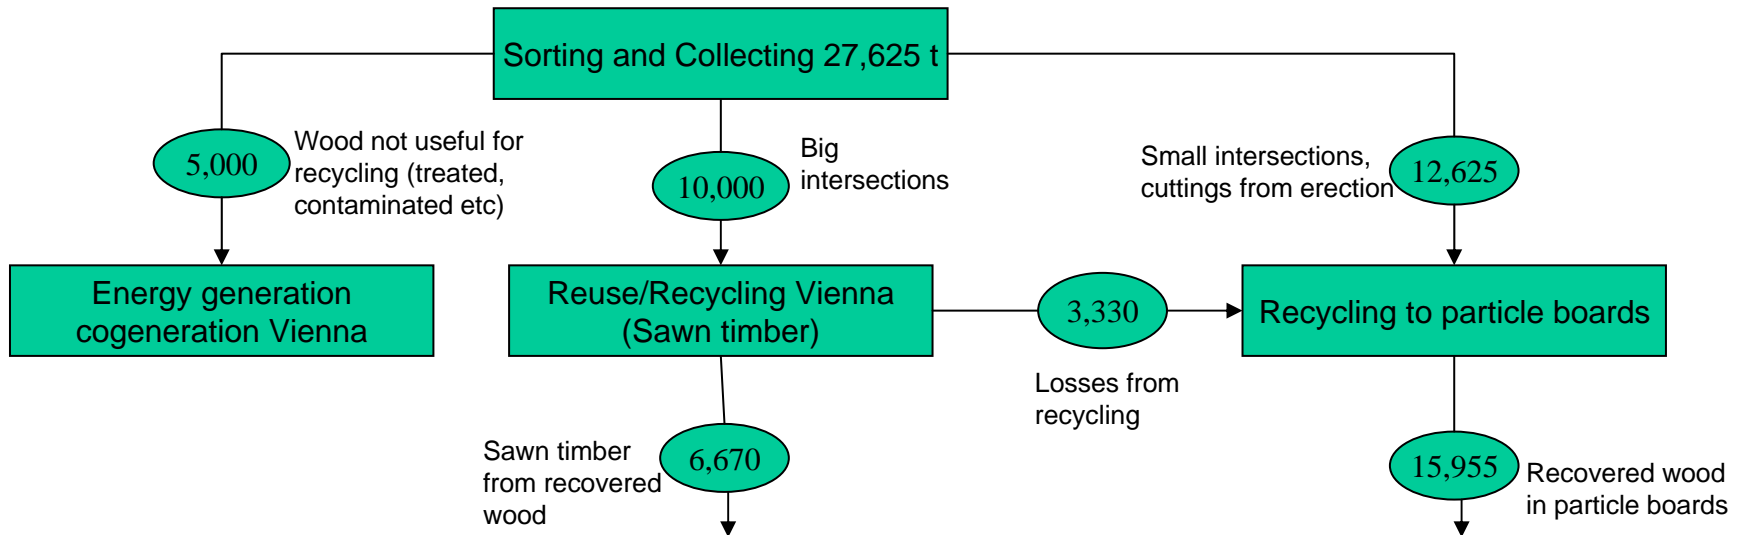 Sorting and Collecting 27,625 t
5,000
Wood not useful for
recycling (treated,
contaminated etc)
10,000
Big
intersections
Small intersections,
cuttings from erection
12,625
Energy generation
cogeneration Vienna
Reuse/Recycling Vienna
(Sawn timber)
3,330
Losses from
recycling
Recycling to particle boards
Sawn timber
from recovered
wood
6,670
15,955
Recovered wood
in particle boards